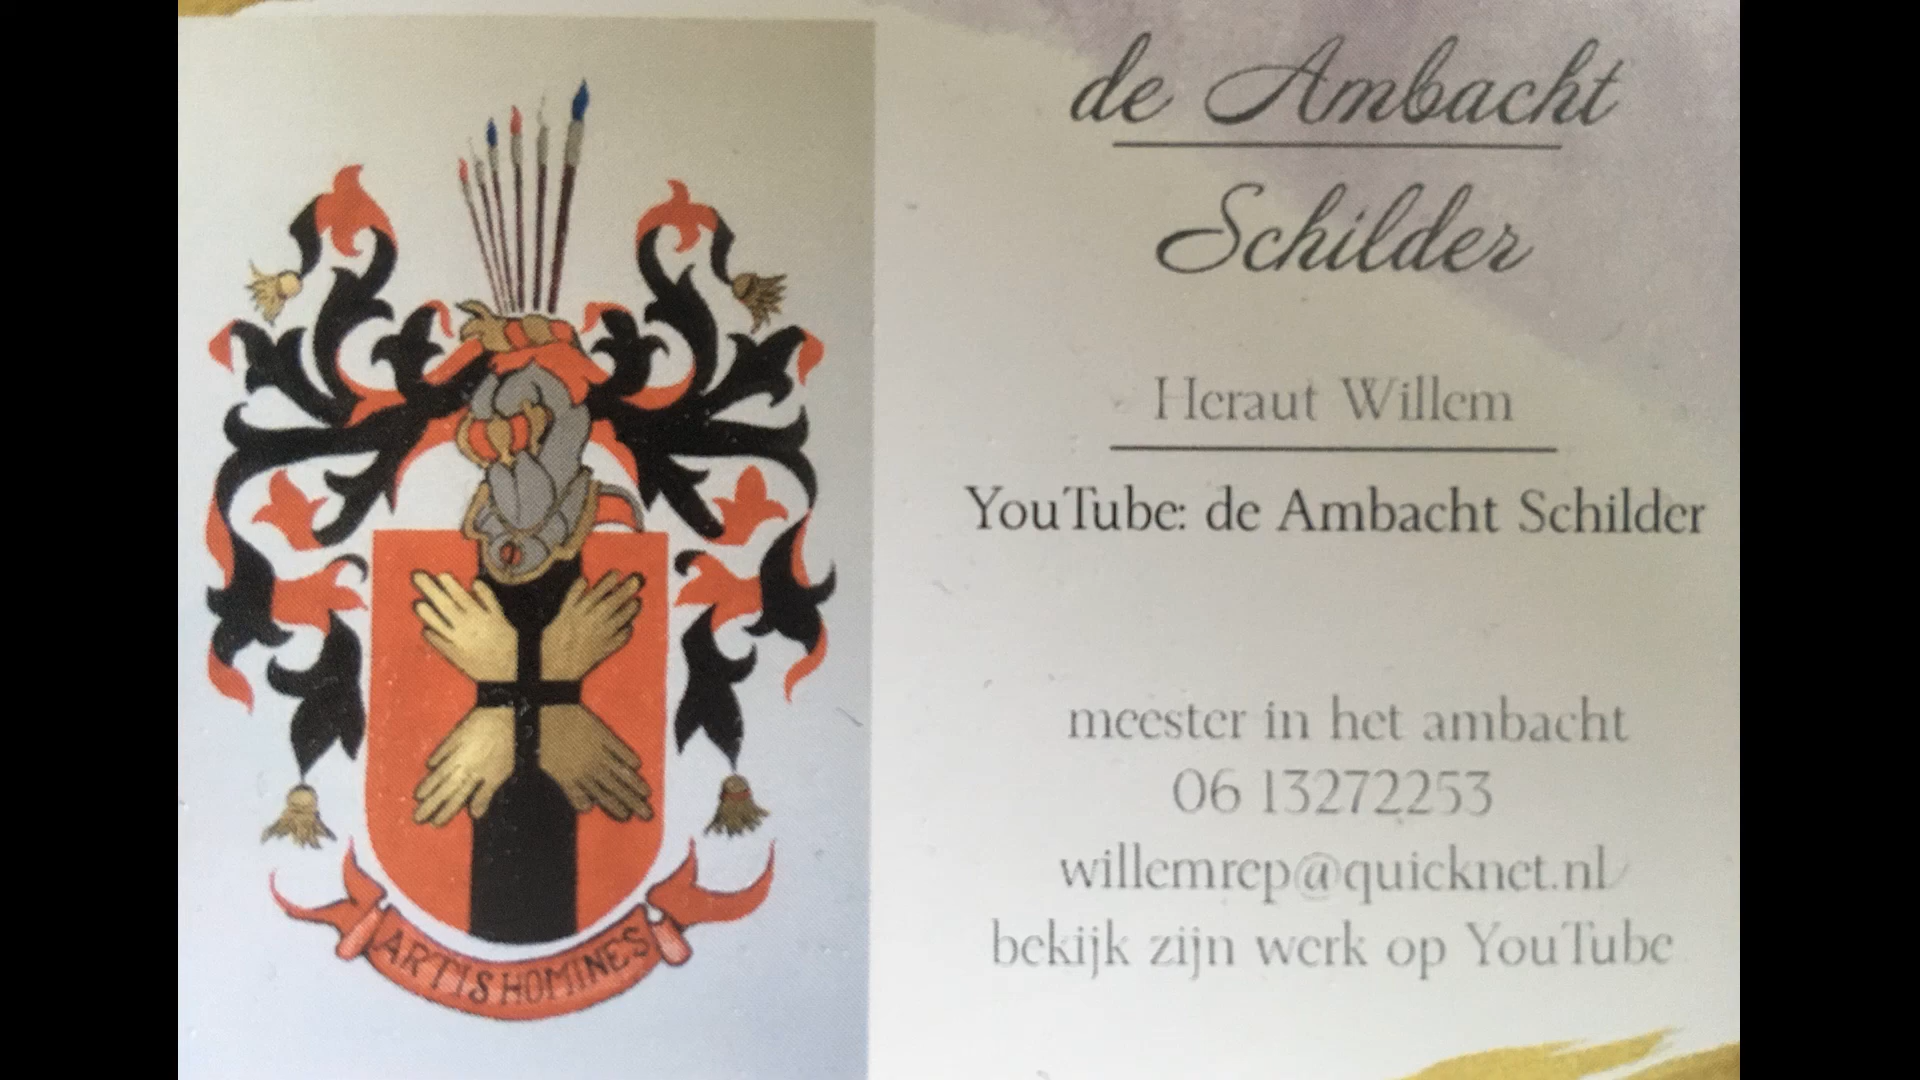 de Ambacht
Schilder
Heraut Willem
YouTube: de Ambacht Schilder
meester in het ambacht
06 13272253
willemrep@quicknet.nl
bekijk zijn werk op YouTube
ARTIS HOMINES